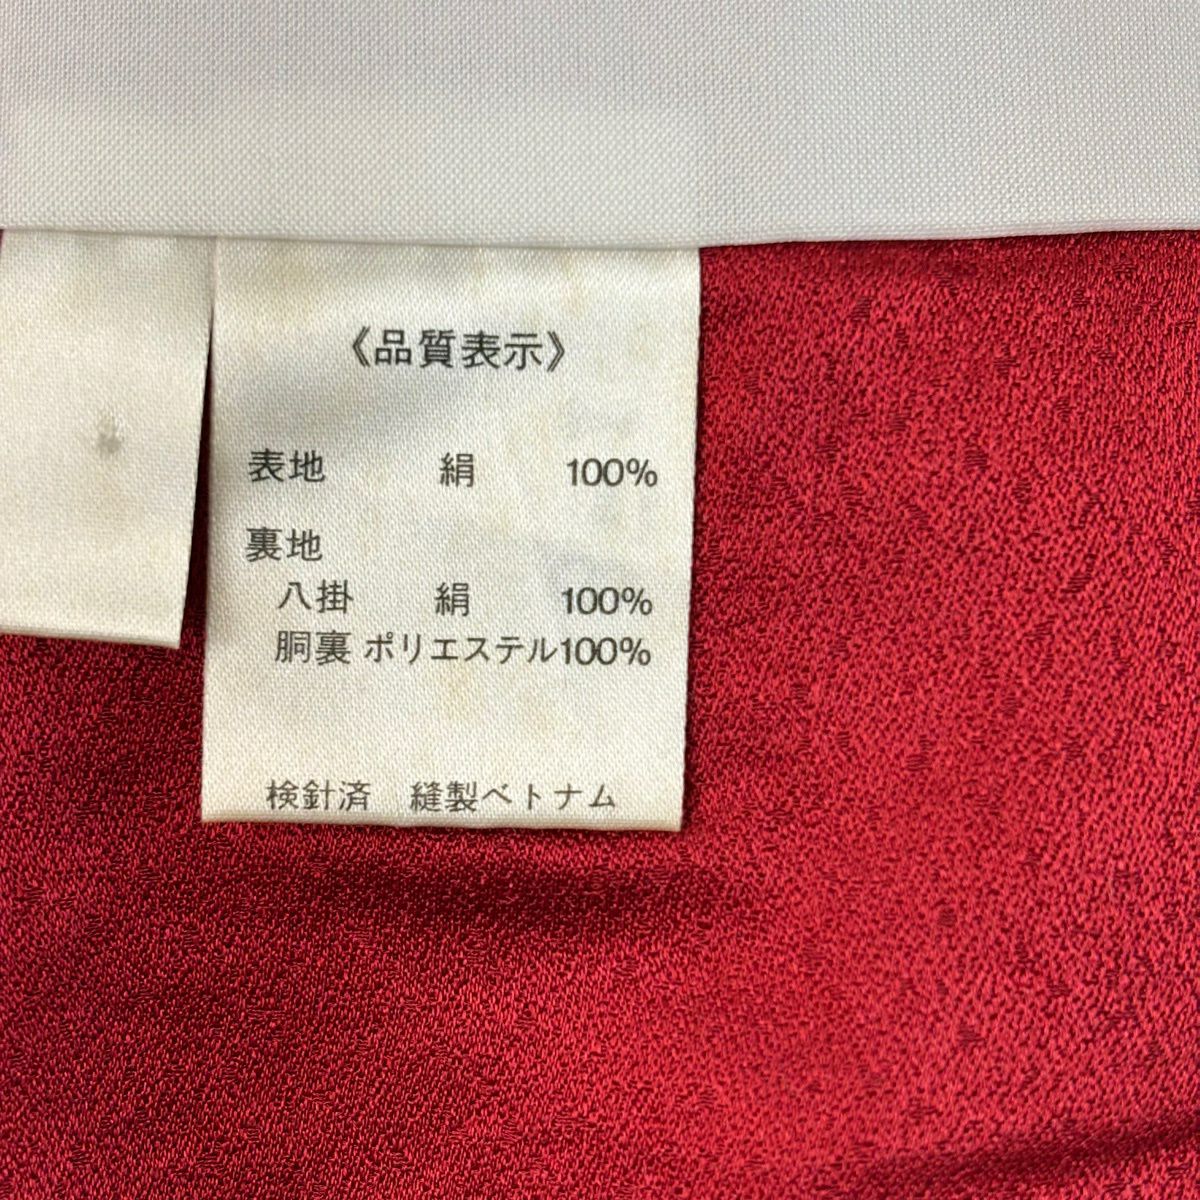 《品質表示》
表地 絹 100%
裏地
八掛 絹 100%
胴裏 ポリエステル100%
検針済 縫製ベトナム